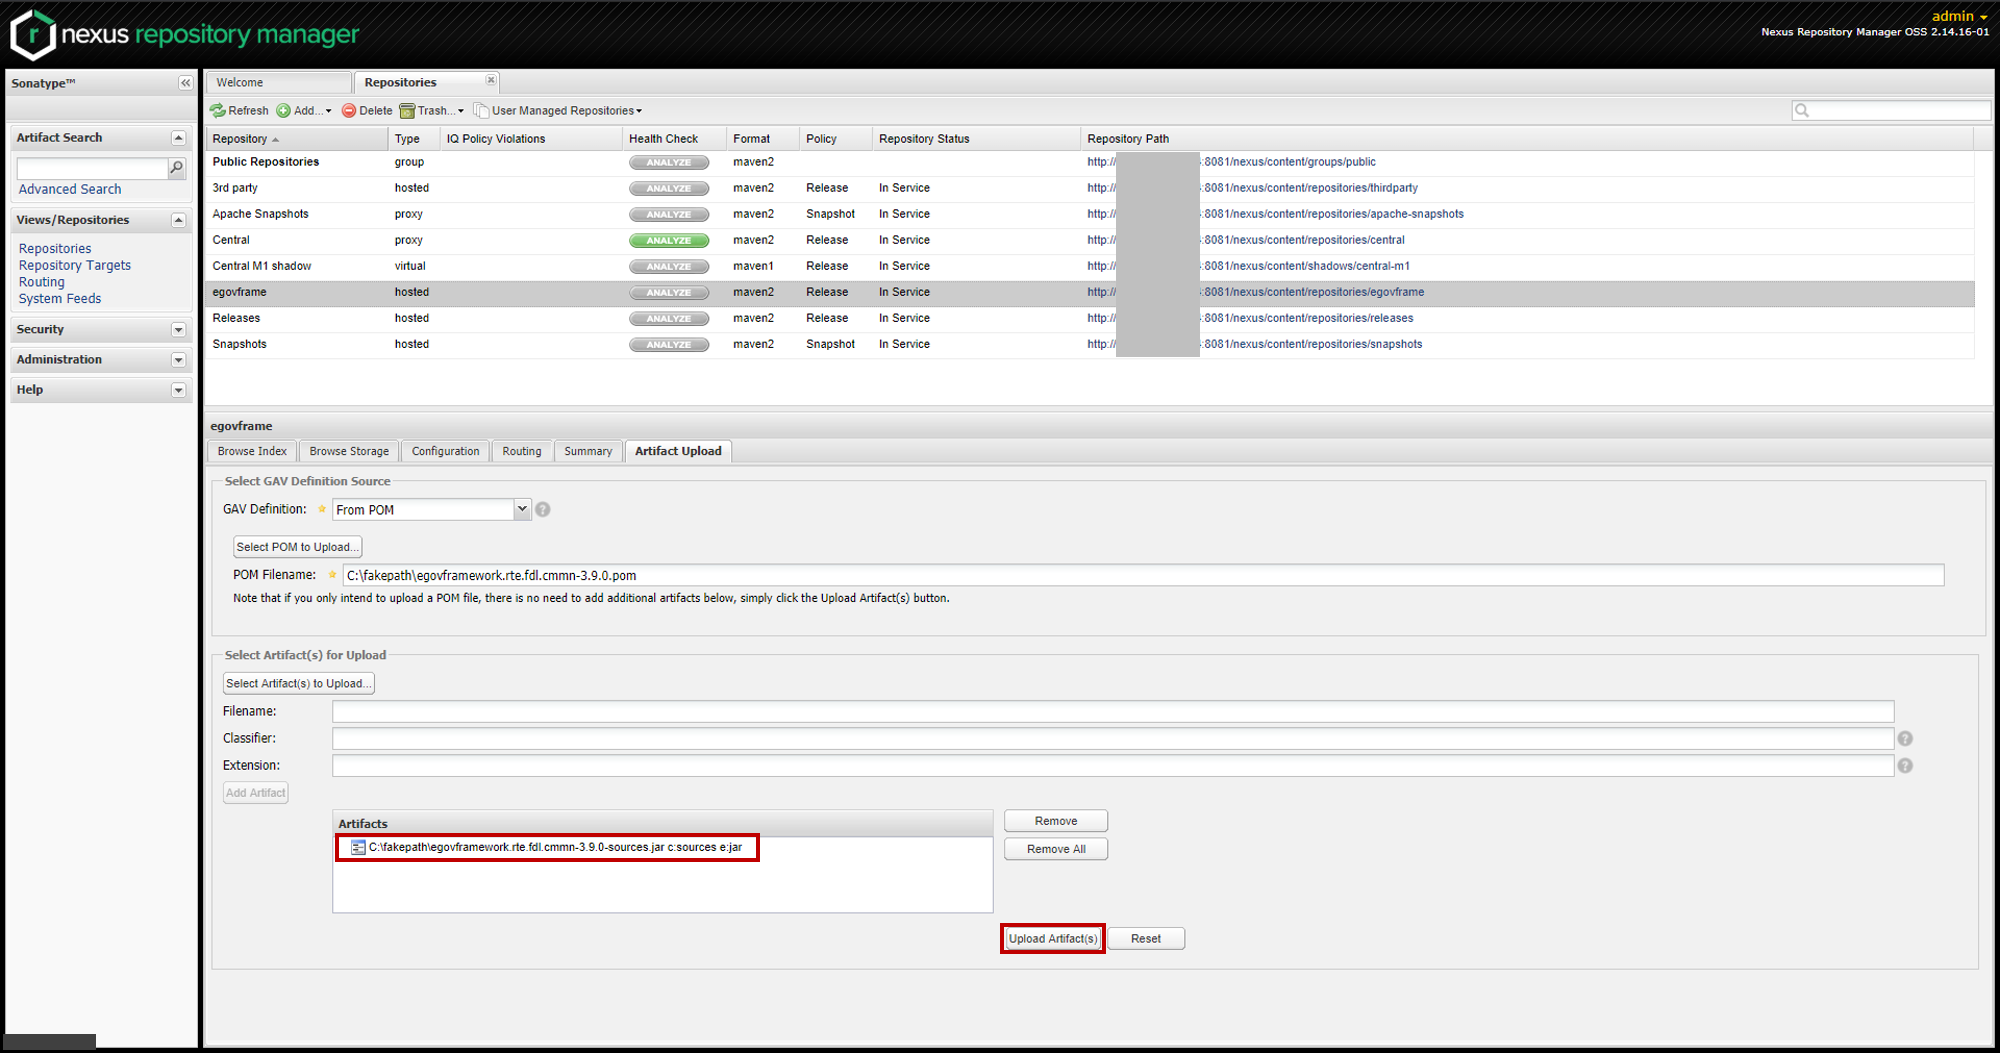 nexus repository manager
admin
Nexus Repository Manager OSS 2.14.16-01
Sonatype™
Artifact Search
Advanced Search
Views/Repositories
Repositories
Repository Targets
Routing
System Feeds
Security
Administration
Help
Welcome
Repositories
Refresh Add... Delete Trash... User Managed Repositories
Repository Type IQ Policy Violations Health Check Format Policy Repository Status Repository Path
Public Repositories group ANALYZE maven2 http:// :8081/nexus/content/groups/public
3rd party hosted ANALYZE maven2 Release In Service http:// :8081/nexus/content/repositories/thirdparty
Apache Snapshots proxy ANALYZE maven2 Snapshot In Service http:// :8081/nexus/content/repositories/apache-snapshots
Central proxy ANALYZE maven2 Release In Service http:// :8081/nexus/content/repositories/central
Central M1 shadow virtual ANALYZE maven1 Release In Service http:// :8081/nexus/content/shadows/central-m1
egovframe hosted ANALYZE maven2 Release In Service http:// :8081/nexus/content/repositories/egovframe
Releases hosted ANALYZE maven2 Release In Service http:// :8081/nexus/content/repositories/releases
Snapshots hosted ANALYZE maven2 Snapshot In Service http:// :8081/nexus/content/repositories/snapshots
egovframe
Browse Index Browse Storage Configuration Routing Summary Artifact Upload
Select GAV Definition Source
GAV Definition: From POM
Select POM to Upload...
POM Filename: C:\fakepath\egovframework.rte.fdl.cmmn-3.9.0.pom
Note that if you only intend to upload a POM file, there is no need to add additional artifacts below, simply click the Upload Artifact(s) button.
Select Artifact(s) for Upload
Select Artifact(s) to Upload...
Filename:
Classifier:
Extension:
Add Artifact
Artifacts
C:\fakepath\egovframework.rte.fdl.cmmn-3.9.0-sources.jar c:sources e:jar
Remove
Remove All
Upload Artifact(s) Reset